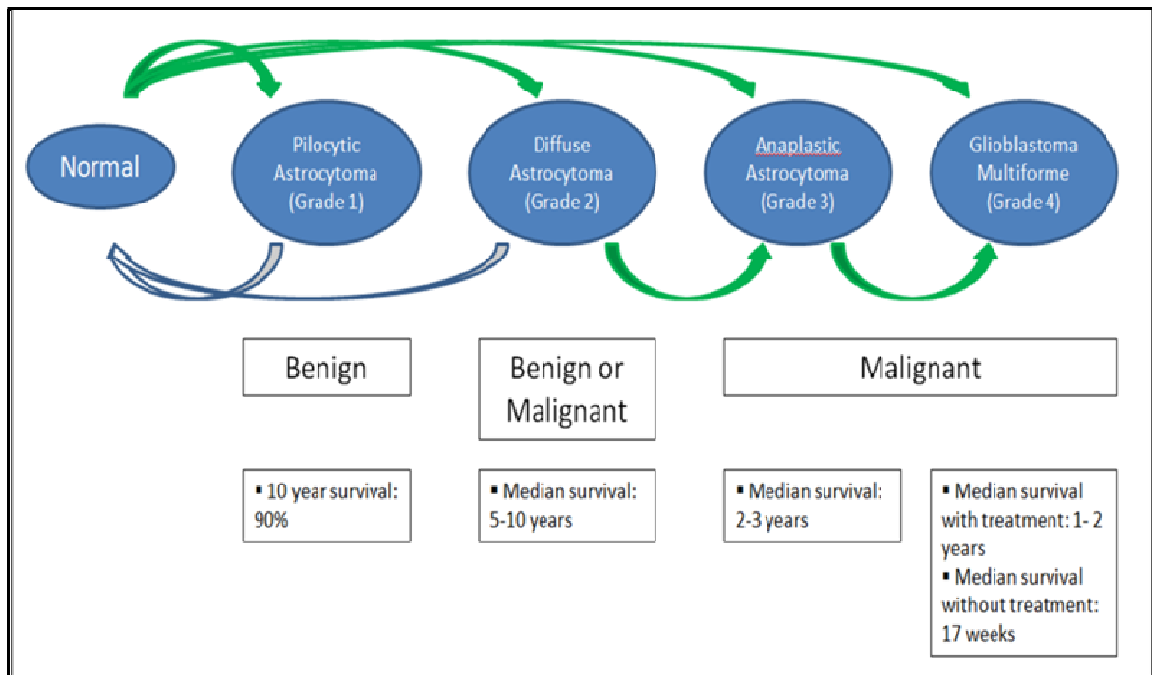 Normal
Pilocytic
Astrocytoma
(Grade 1)
Diffuse
Astrocytoma
(Grade 2)
Anaplastic
Astrocytoma
(Grade 3)
Glioblastoma
Multiforme
(Grade 4)
Benign
Benign or
Malignant
Malignant
▪ 10 year survival:
90%
▪ Median survival:
5-10 years
▪ Median survival:
2-3 years
▪ Median survival
with treatment: 1- 2
years
▪ Median survival
without treatment:
17 weeks